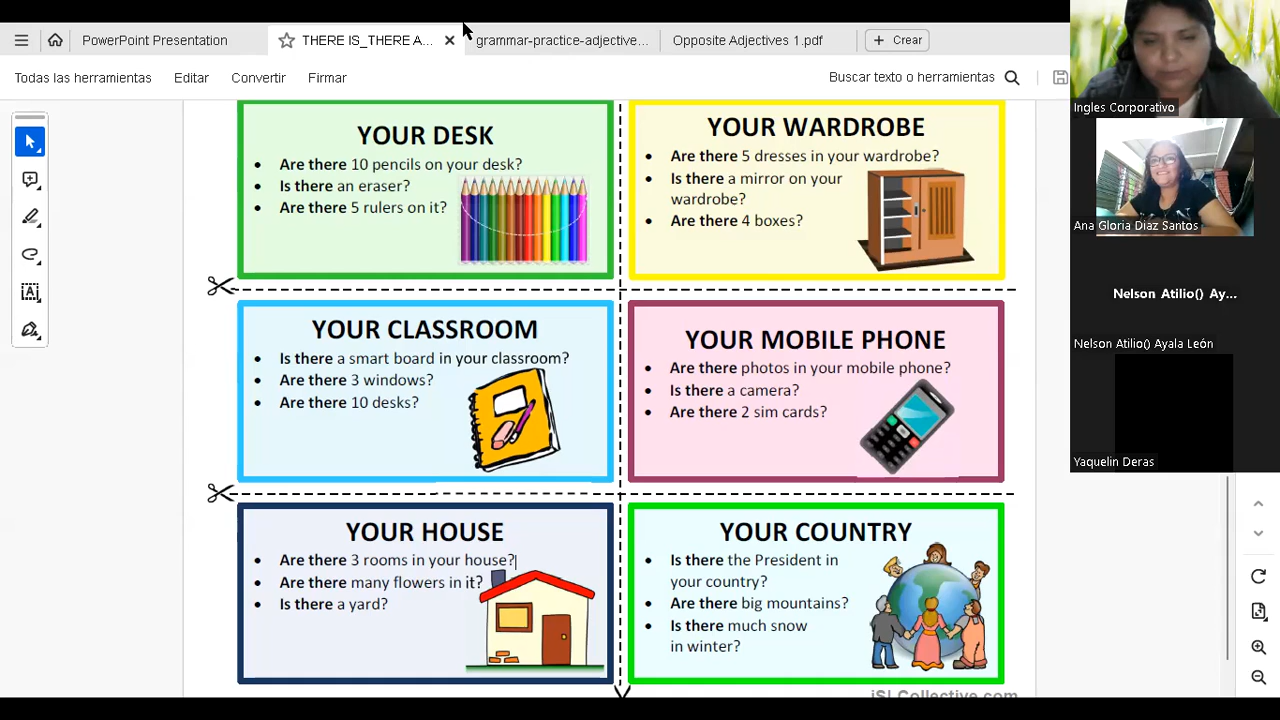 PowerPoint Presentation
THERE IS_THERE A...
grammar-practice-adjective...
Opposite Adjectives 1.pdf
Crear
Todas las herramientas
Editar
Convertir
Firmar
Buscar texto o herramientas
YOUR DESK
• Are there 10 pencils on your desk?
• Is there an eraser?
• Are there 5 rulers on it?
YOUR WARDROBE
• Are there 5 dresses in your wardrobe?
• Is there a mirror on your
wardrobe?
• Are there 4 boxes?
YOUR CLASSROOM
• Is there a smart board in your classroom?
• Are there 3 windows?
• Are there 10 desks?
YOUR MOBILE PHONE
• Are there photos in your mobile phone?
• Is there a camera?
• Are there 2 sim cards?
YOUR HOUSE
• Are there 3 rooms in your house?
• Are there many flowers in it?
• Is there a yard?
YOUR COUNTRY
• Is there the President in
your country?
• Are there big mountains?
• Is there much snow
in winter?
iSLCollective.com
Ingles Corporativo
Ana Gloria Diaz Santos
Nelson Atilio() Ay...
Nelson Atilio() Ayala León
Yaquelin Deras